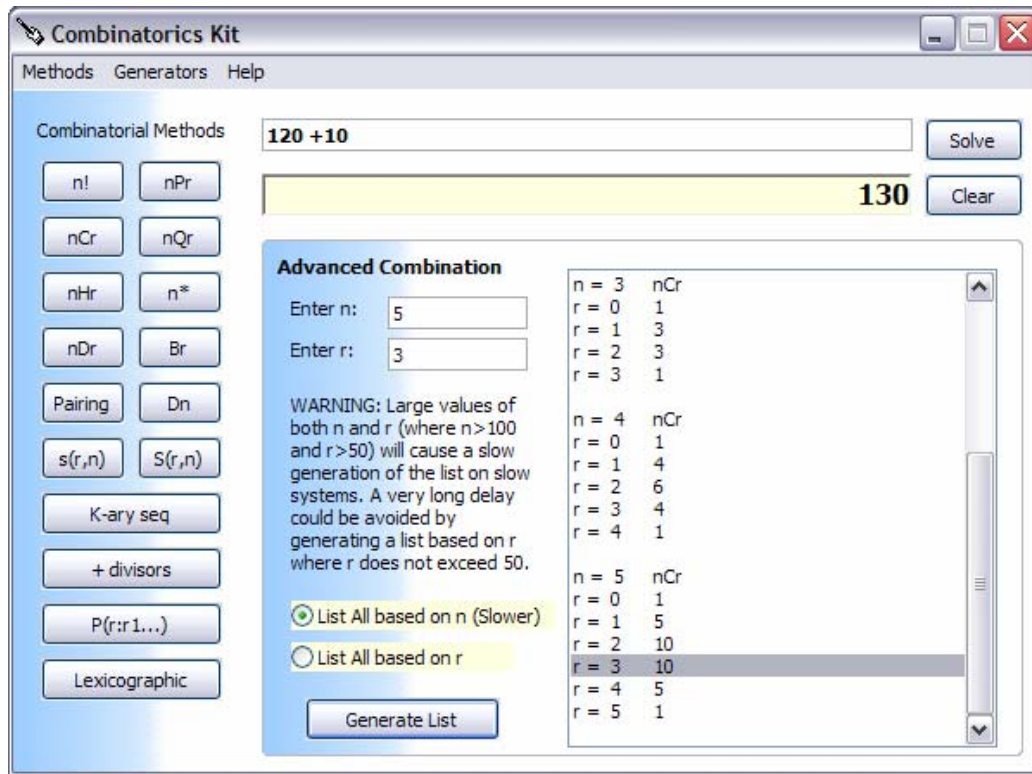 Combinatorics Kit
Methods Generators Help
Combinatorial Methods
n! nPr
nCr nQr
nHr n*
nDr Br
Pairing Dn
s(r,n) S(r,n)
K-ary seq
+ divisors
P(r:r1...)
Lexicographic
120 +10
Solve
130
Clear
Advanced Combination
Enter n: 5
Enter r: 3
WARNING: Large values of
both n and r (where n>100
and r>50) will cause a slow
generation of the list on slow
systems. A very long delay
could be avoided by
generating a list based on r
where r does not exceed 50.
List All based on n (Slower)
List All based on r
Generate List
n = 3 nCr
r = 0 1
r = 1 3
r = 2 3
r = 3 1
n = 4 nCr
r = 0 1
r = 1 4
r = 2 6
r = 3 4
r = 4 1
n = 5 nCr
r = 0 1
r = 1 5
r = 2 10
r = 3 10
r = 4 5
r = 5 1